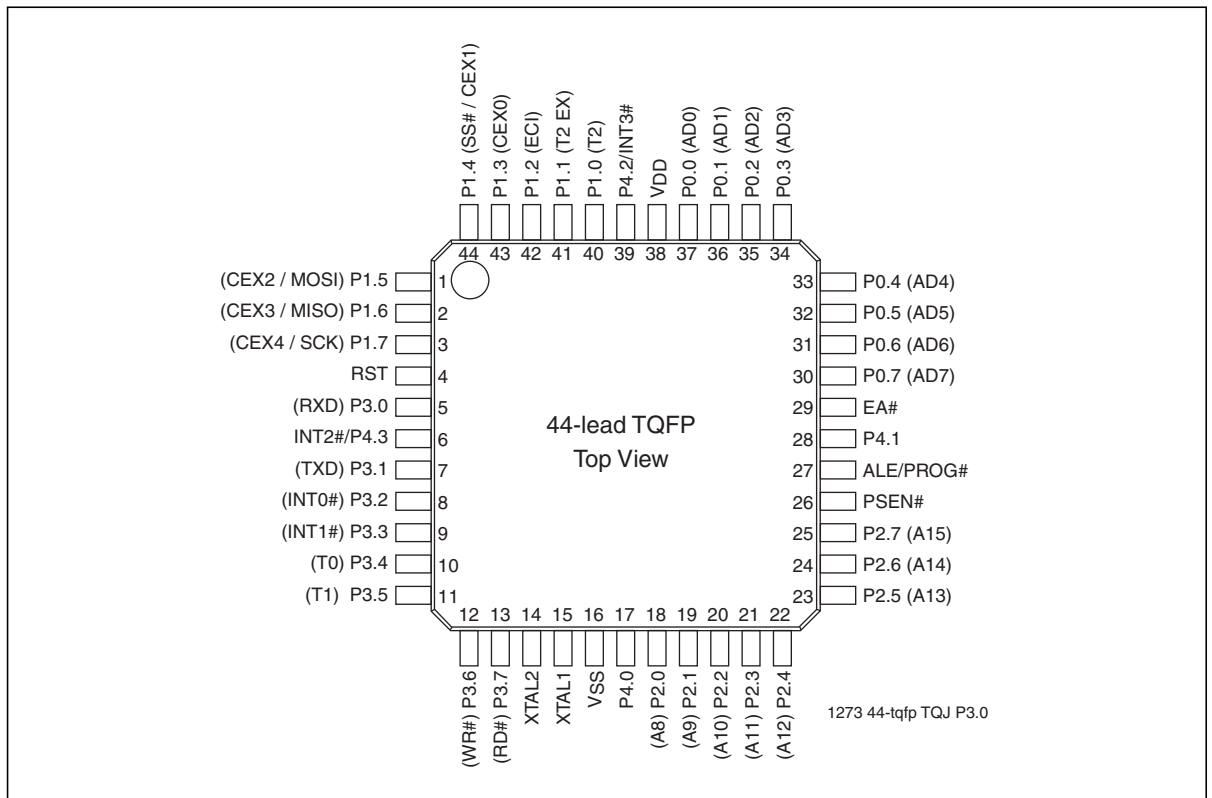 P1.4 (SS# / CEX1)
P1.3 (CEX0)
P1.2 (ECI)
P1.1 (T2 EX)
P1.0 (T2)
P4.2/INT3#
VDD
P0.0 (AD0)
P0.1 (AD1)
P0.2 (AD2)
P0.3 (AD3)
44 43 42 41 40 39 38 37 36 35 34
(CEX2 / MOSI) P1.5 1
(CEX3 / MISO) P1.6 2
(CEX4 / SCK) P1.7 3
RST 4
(RXD) P3.0 5
INT2#/P4.3 6
(TXD) P3.1 7
(INT0#) P3.2 8
(INT1#) P3.3 9
(T0) P3.4 10
(T1) P3.5 11
44-lead TQFP
Top View
33 P0.4 (AD4)
32 P0.5 (AD5)
31 P0.6 (AD6)
30 P0.7 (AD7)
29 EA#
28 P4.1
27 ALE/PROG#
26 PSEN#
25 P2.7 (A15)
24 P2.6 (A14)
23 P2.5 (A13)
12 13 14 15 16 17 18 19 20 21 22
(WR#) P3.6
(RD#) P3.7
XTAL2
XTAL1
VSS
P4.0
(A8) P2.0
(A9) P2.1
(A10) P2.2
(A11) P2.3
(A12) P2.4
1273 44-tqfp TQJ P3.0